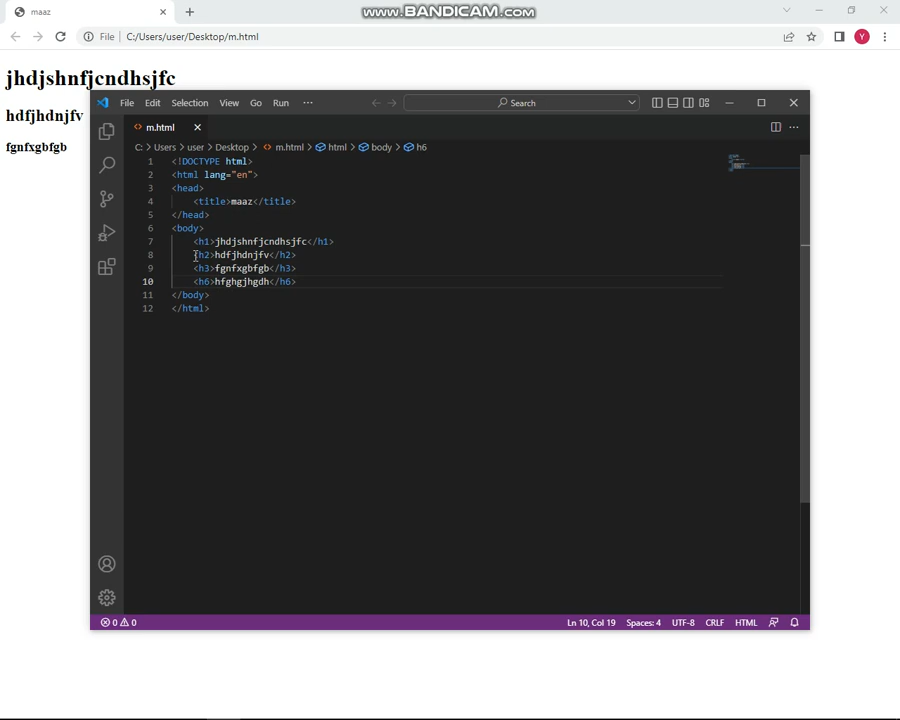 maaz
www.BANDICAM.com
File C:/Users/user/Desktop/m.html
Y
jhdjshnfjcndhsjfc
hdfjhdnjfv
gnfxgbfgb
File Edit Selection View Go Run ··· Search
m.html
C: > Users > user > Desktop > m.html > html > body > h6
1 <!DOCTYPE html>
2 <html lang="en">
3 <head>
4 <title>maaz</title>
5 </head>
6 <body>
7 <h1>jhdjshnfjcndhsjfc</h1>
8 <h2>hdfjhdnjfv</h2>
9 <h3>fgnfxgbfgb</h3>
10 <h6>hfghgjhgdh</h6>
11 </body>
12 </html>
0 0 Ln 10, Col 19 Spaces: 4 UTF-8 CRLF HTML